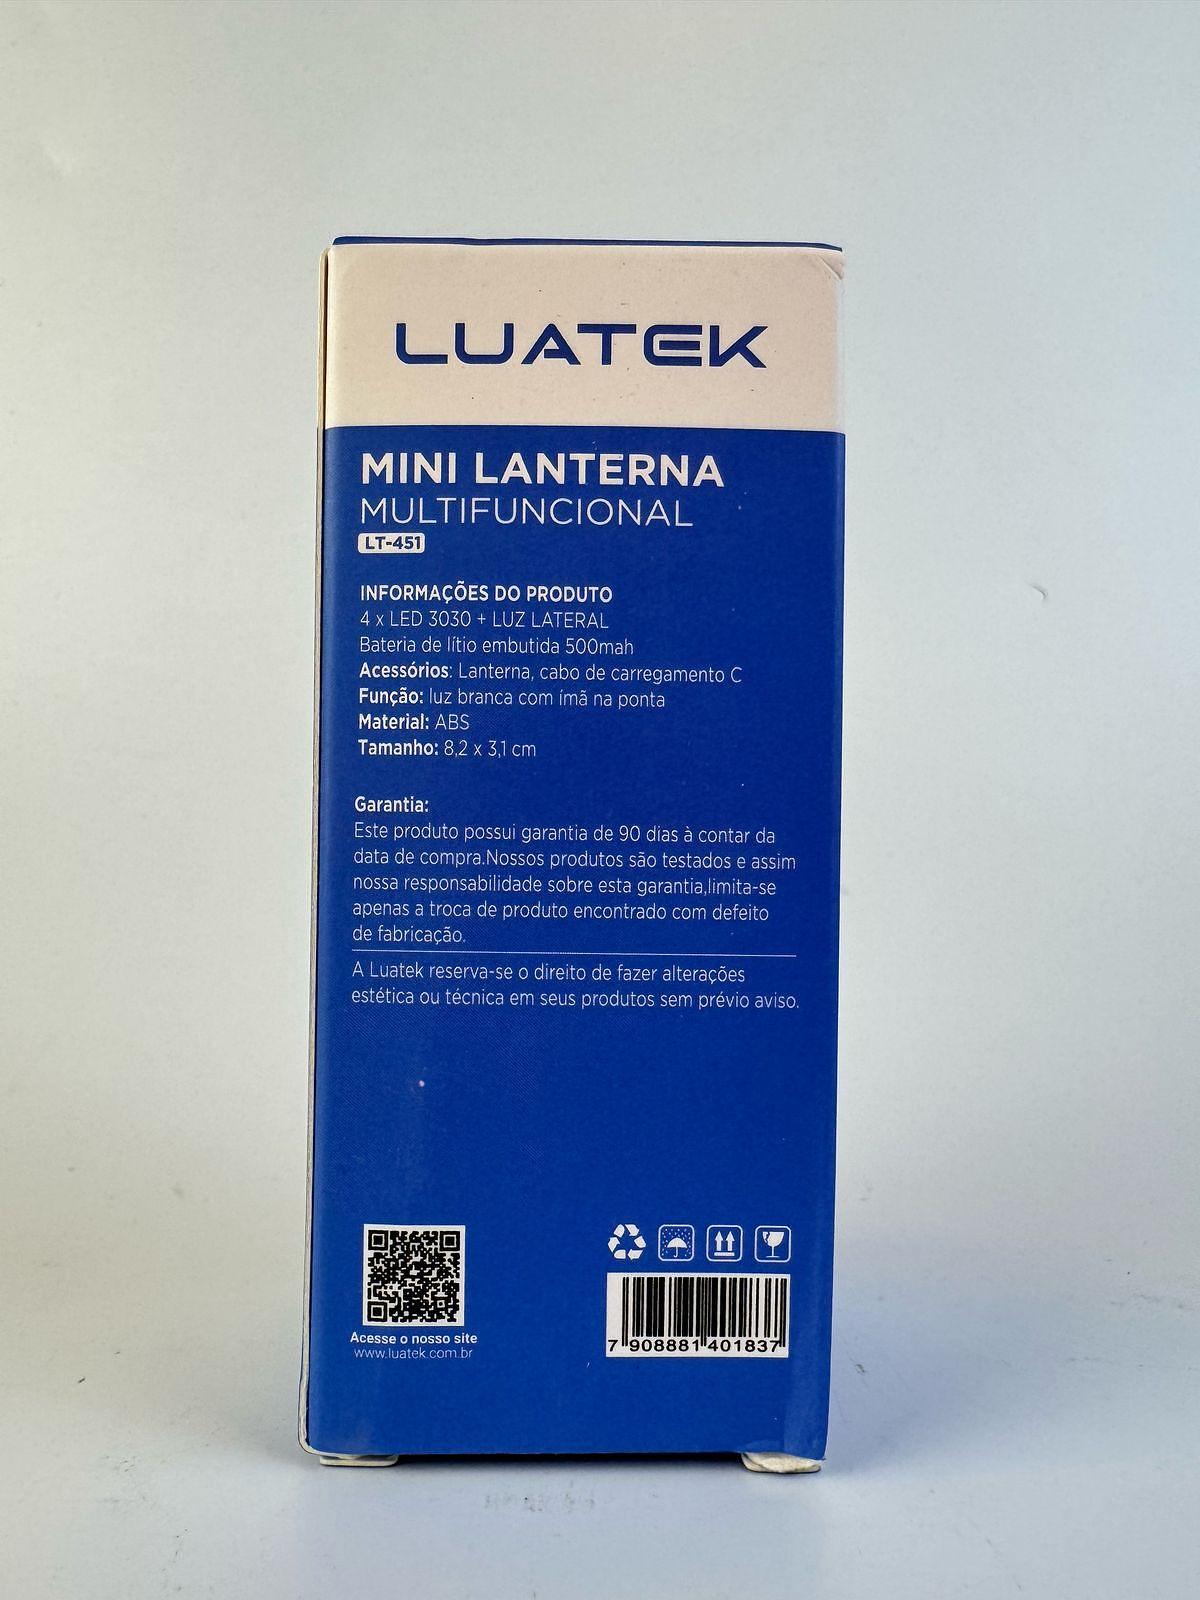 LUATEK
MINI LANTERNA
MULTIFUNCIONAL
LT-451
INFORMAÇÕES DO PRODUTO
4 x LED 3030 + LUZ LATERAL
Bateria de lítio embutida 500mah
Acessórios: Lanterna, cabo de carregamento C
Função: luz branca com ímã na ponta
Material: ABS
Tamanho: 8,2 x 3,1 cm
Garantia:
Este produto possui garantia de 90 dias à contar da
data de compra.Nossos produtos são testados e assim
nossa responsabilidade sobre esta garantia,limita-se
apenas a troca de produto encontrado com defeito
de fabricação.
A Luatek reserva-se o direito de fazer alterações
estética ou técnica em seus produtos sem prévio aviso.
Acesse o nosso site
www.luatek.com.br
7 908881 401837